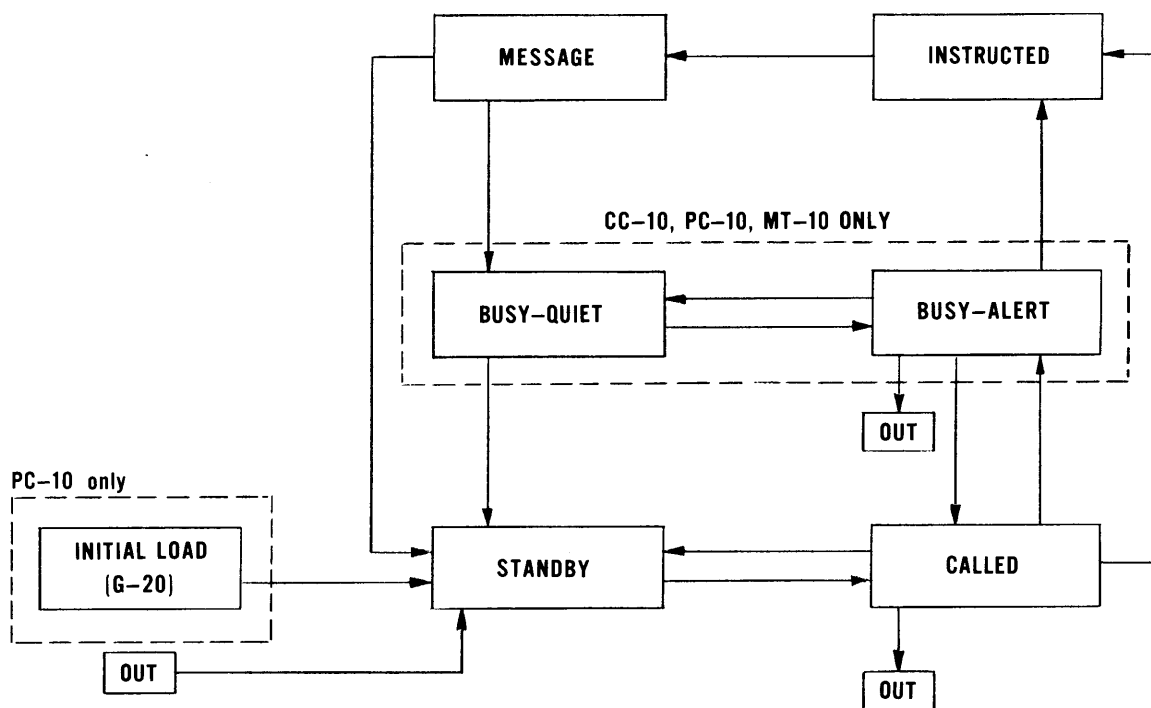 MESSAGE
INSTRUCTED
CC-10, PC-10, MT-10 ONLY
BUSY-QUIET
BUSY-ALERT
OUT
PC-10 only
INITIAL LOAD
(G-20)
STANDBY
CALLED
OUT
OUT